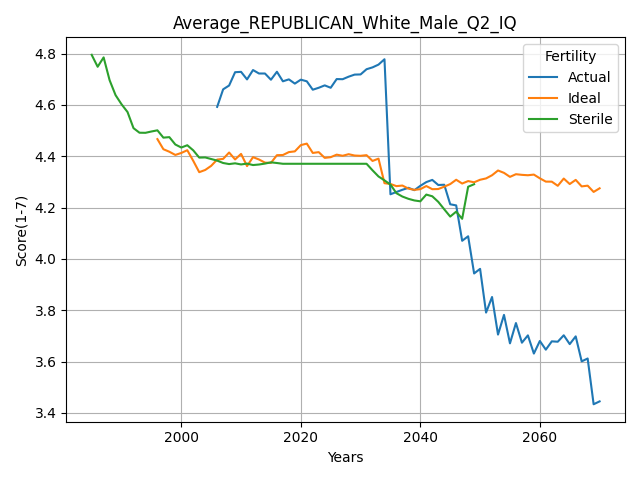 Average_REPUBLICAN_White_Male_Q2_IQ
Score(1-7)
4.8
4.6
4.4
4.2
4.0
3.8
3.6
3.4
Fertility
Actual
Ideal
Sterile
2000
2020
2040
2060
Years